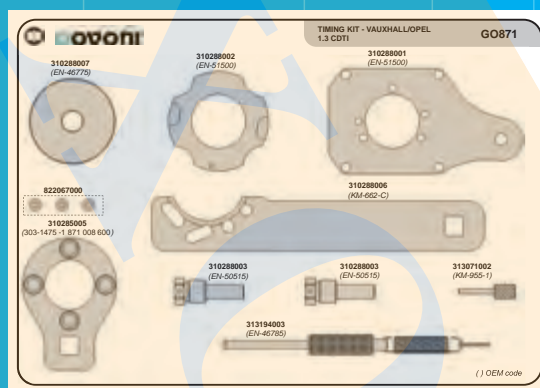 TIMING KIT - VAUXHALL/OPEL
1.3 CDTI
GO871
310288007
(EN-46775)
310288002
(EN-51500)
310288001
(EN-51500)
822067000
310285005
(303-1475 -1 871 008 600)
310288006
(KM-662-C)
310288003
(EN-50515)
310288003
(EN-50515)
313071002
(KM-955-1)
313194003
(EN-46785)
( ) OEM code